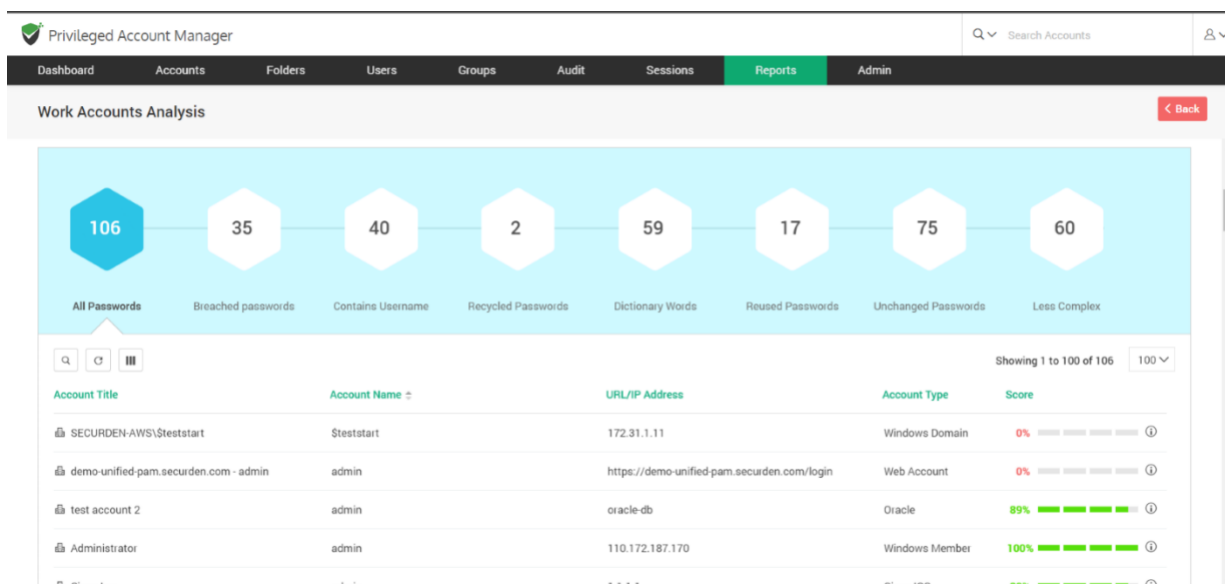 Privileged Account Manager
Search Accounts
Dashboard Accounts Folders Users Groups Audit Sessions Reports Admin
Work Accounts Analysis
Back
106 35 40 2 59 17 75 60
All Passwords Breached passwords Contains Username Recycled Passwords Dictionary Words Reused Passwords Unchanged Passwords Less Complex
Showing 1 to 100 of 106 100
Account Title Account Name URL/IP Address Account Type Score
SECURDEN-AWS\$teststart $teststart 172.31.1.11 Windows Domain 0%
demo-unified-pam.securden.com - admin admin https://demo-unified-pam.securden.com/login Web Account 0%
test account 2 admin oracle-db Oracle 89%
Administrator admin 110.172.187.170 Windows Member 100%